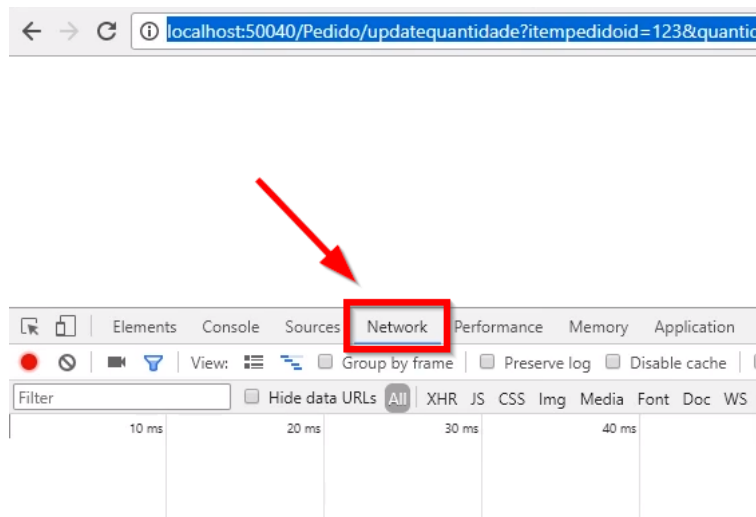 localhost:50040/Pedido/updatequantidade?itempedidoid=123&
Elements Console Sources Network Performance Memory Application
View: Group by frame Preserve log Disable cache
Filter Hide data URLs All XHR JS CSS Img Media Font Doc WS
10 ms 20 ms 30 ms 40 ms